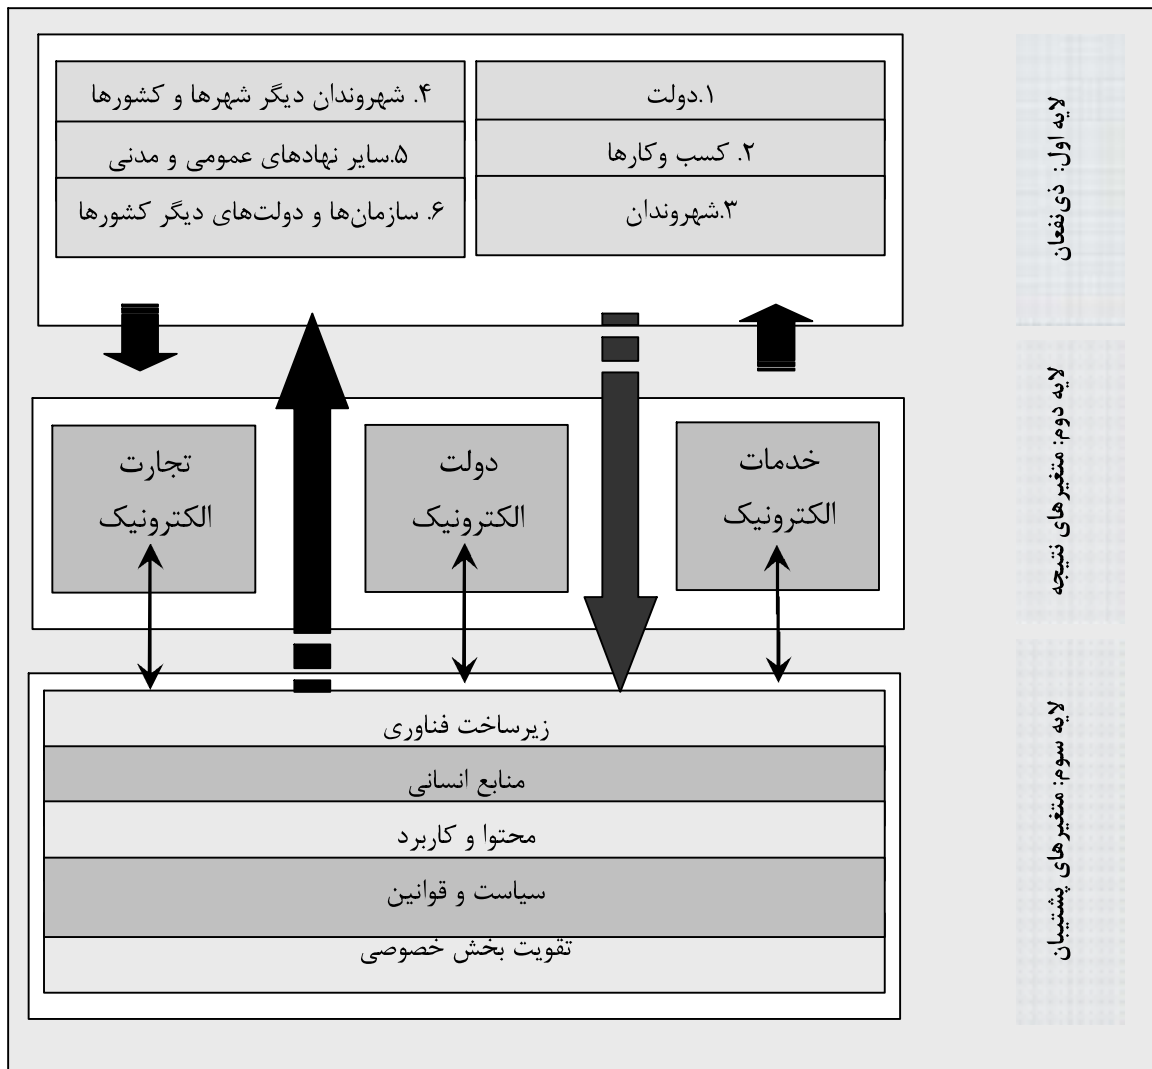 لایه اول: ذی‌نفعان
۱.دولت
۲. کسب وکارها
۳.شهروندان
۴. شهروندان دیگر شهرها و کشورها
۵.سایر نهادهای عمومی و مدنی
۶. سازمان‌ها و دولت‌های دیگر کشورها
لایه دوم: متغیرهای نتیجه
خدمات
الکترونیک
دولت
الکترونیک
تجارت
الکترونیک
لایه سوم: متغیرهای پشتیبان
زیرساخت فناوری
منابع انسانی
محتوا و کاربرد
سیاست و قوانین
تقویت بخش خصوصی